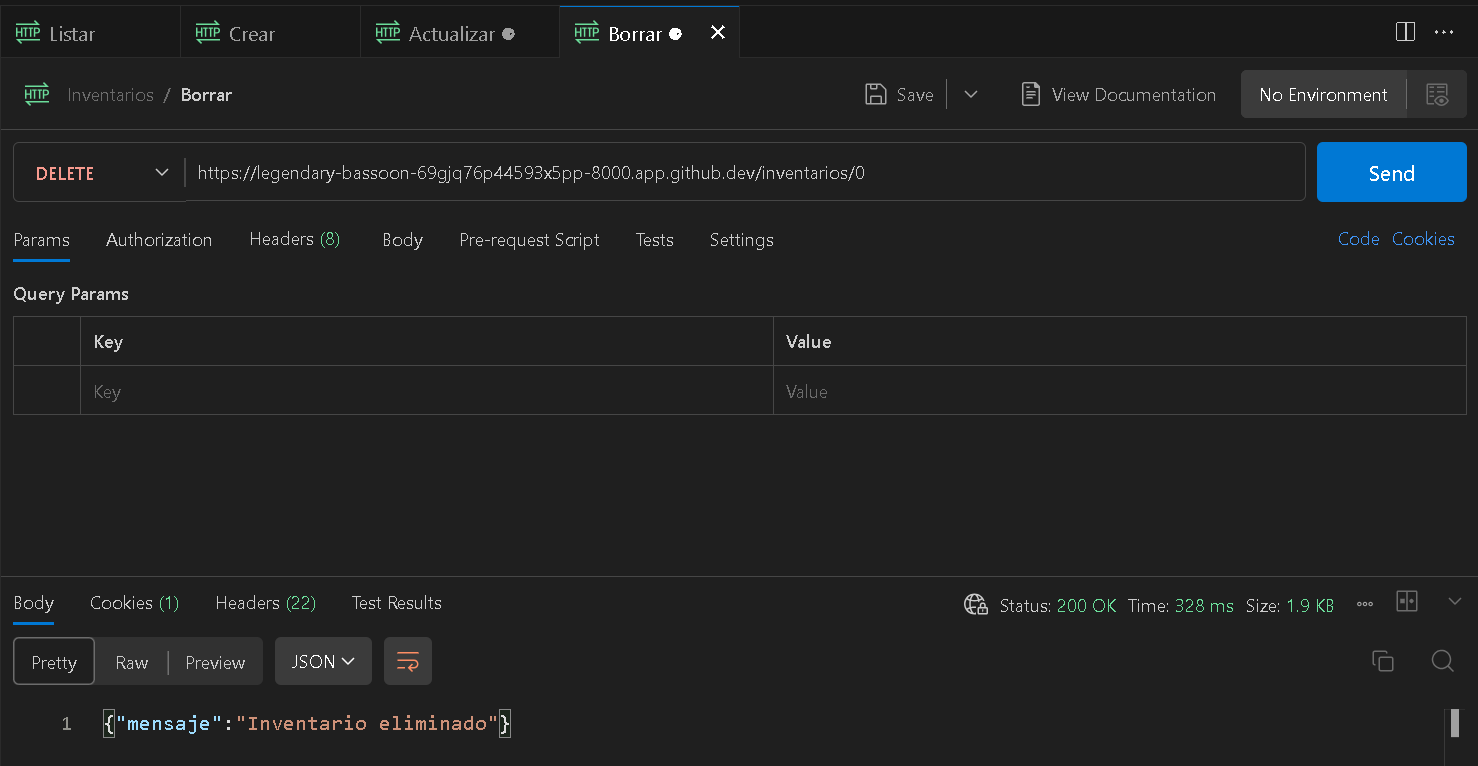 HTTP Listar HTTP Crear HTTP Actualizar HTTP Borrar
HTTP Inventarios / Borrar Save View Documentation No Environment
DELETE https://legendary-bassoon-69gjq76p44593x5pp-8000.app.github.dev/inventarios/0 Send
Params Authorization Headers (8) Body Pre-request Script Tests Settings Code Cookies
Query Params
Key Value
Key Value
Body Cookies (1) Headers (22) Test Results Status: 200 OK Time: 328 ms Size: 1.9 KB
Pretty Raw Preview JSON
1 {"mensaje":"Inventario eliminado"}